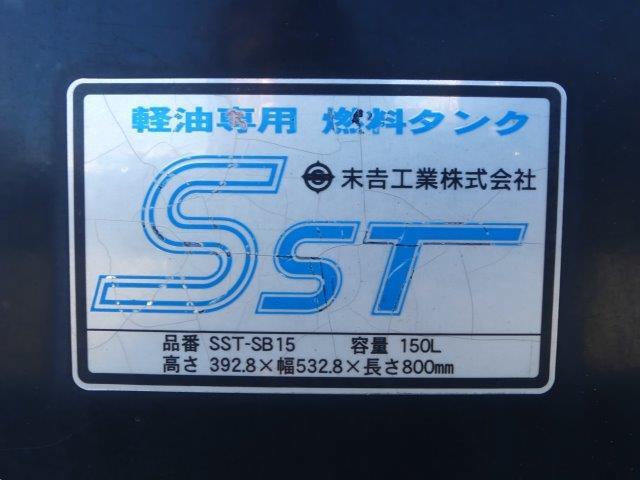 軽油専用 燃料タンク
末吉工業株式会社
SST
品番 SST-SB15 容量 150L
高さ 392.8×幅532.8×長さ800mm